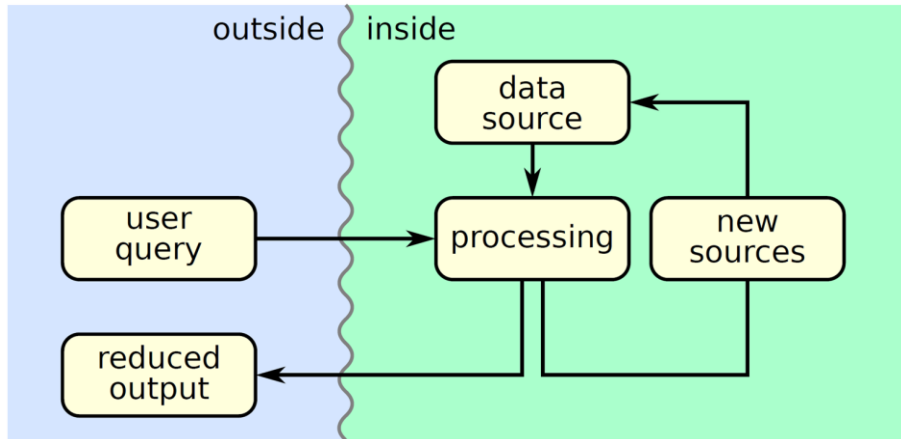 outside
inside
data
source
user
query
processing
new
sources
reduced
output